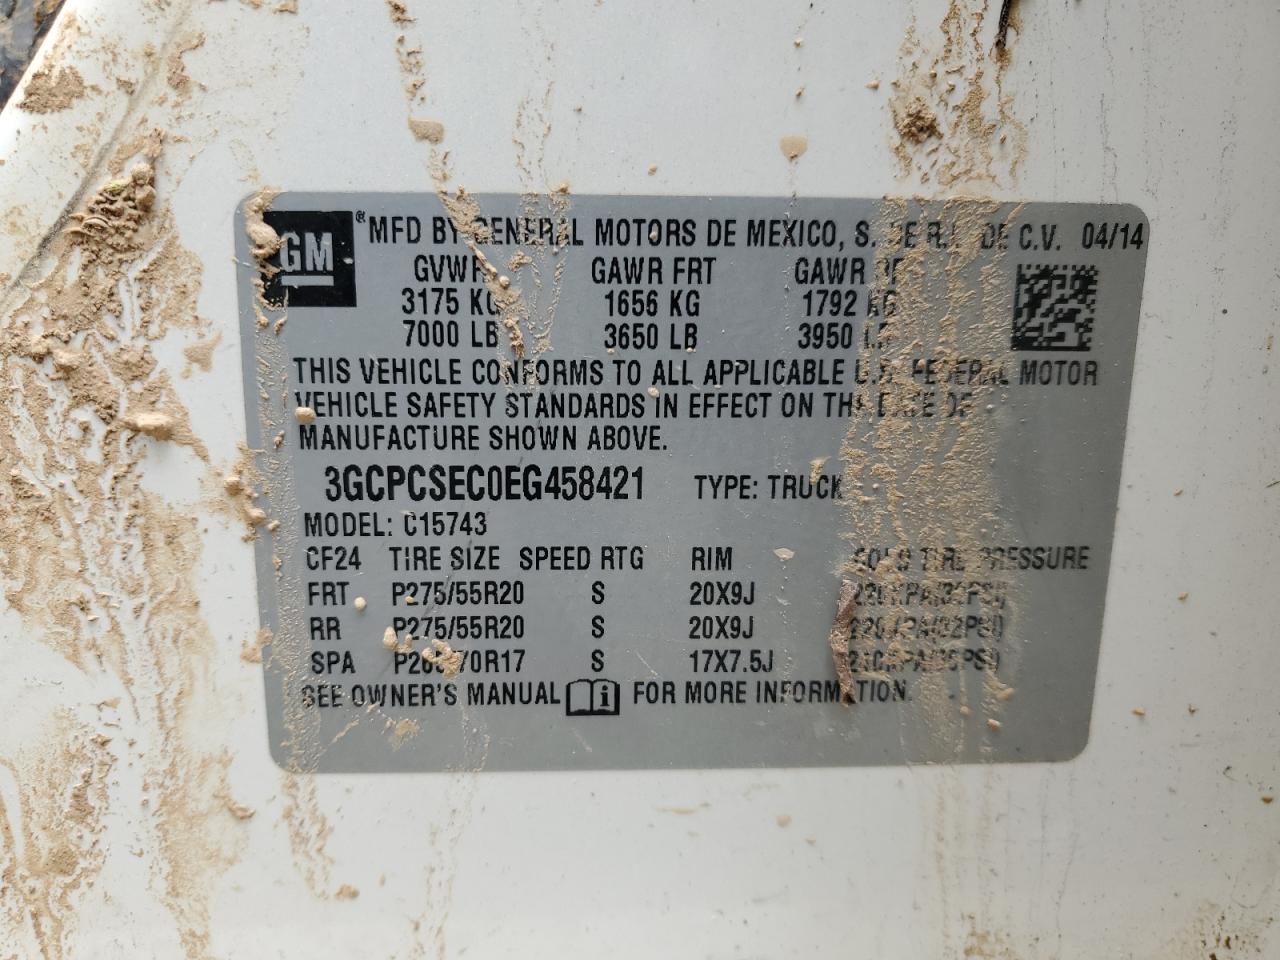 GM
® MFD BY GENERAL MOTORS DE MEXICO, S. DE R.L. DE C.V. 04/14
GVWR GAWR FRT GAWR
3175 KG 1656 KG 1792 KG
7000 LB 3650 LB 3950 LB
THIS VEHICLE CONFORMS TO ALL APPLICABLE U.S. FEDERAL MOTOR
VEHICLE SAFETY STANDARDS IN EFFECT ON THE DATE OF
MANUFACTURE SHOWN ABOVE.
3GCPCSEC0EG458421 TYPE: TRUCK
MODEL: C15743
CF24 TIRE SIZE SPEED RTG RIM COLD TIRE PRESSURE
FRT P275/55R20 S 20X9J
RR P275/55R20 S 20X9J
SPA P265/70R17 S 17X7.5J
SEE OWNER'S MANUAL FOR MORE INFORMATION.